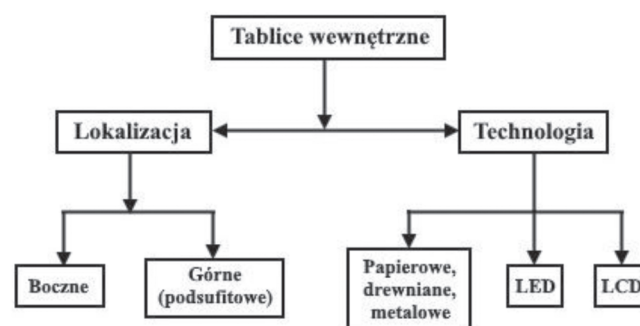 Tablice wewnętrzne
Lokalizacja
Technologia
Boczne
Górne
(podsufitowe)
Papierowe,
drewniane,
metalowe
LED
LCD